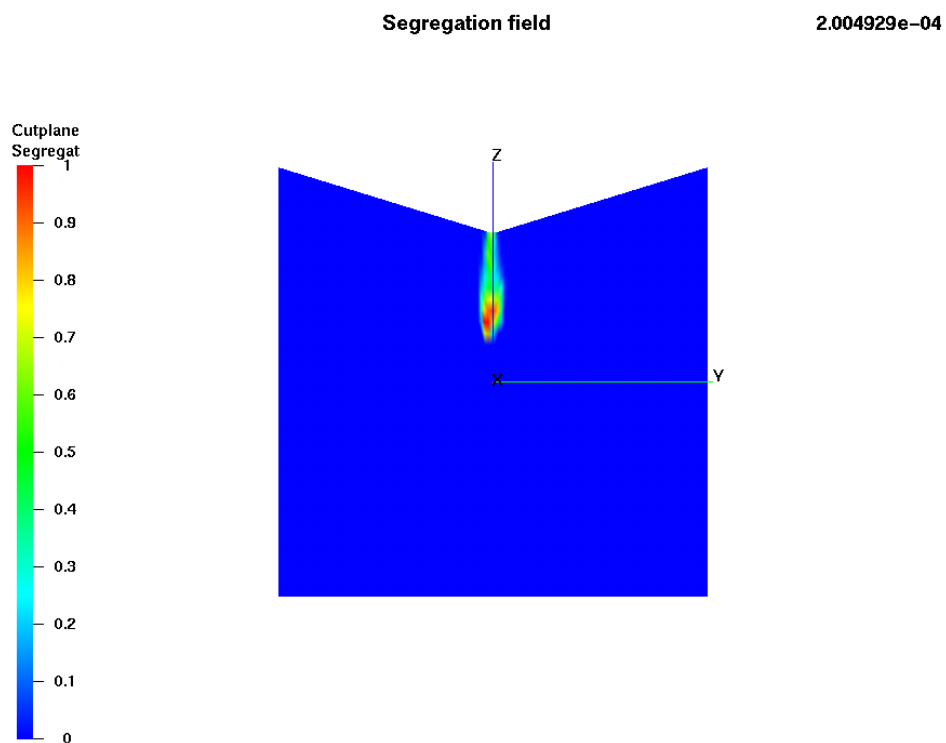 Segregation field
2.004929e−04
Cutplane
Segregat
1
0.9
0.8
0.7
0.6
0.5
0.4
0.3
0.2
0.1
0
Z
X
Y